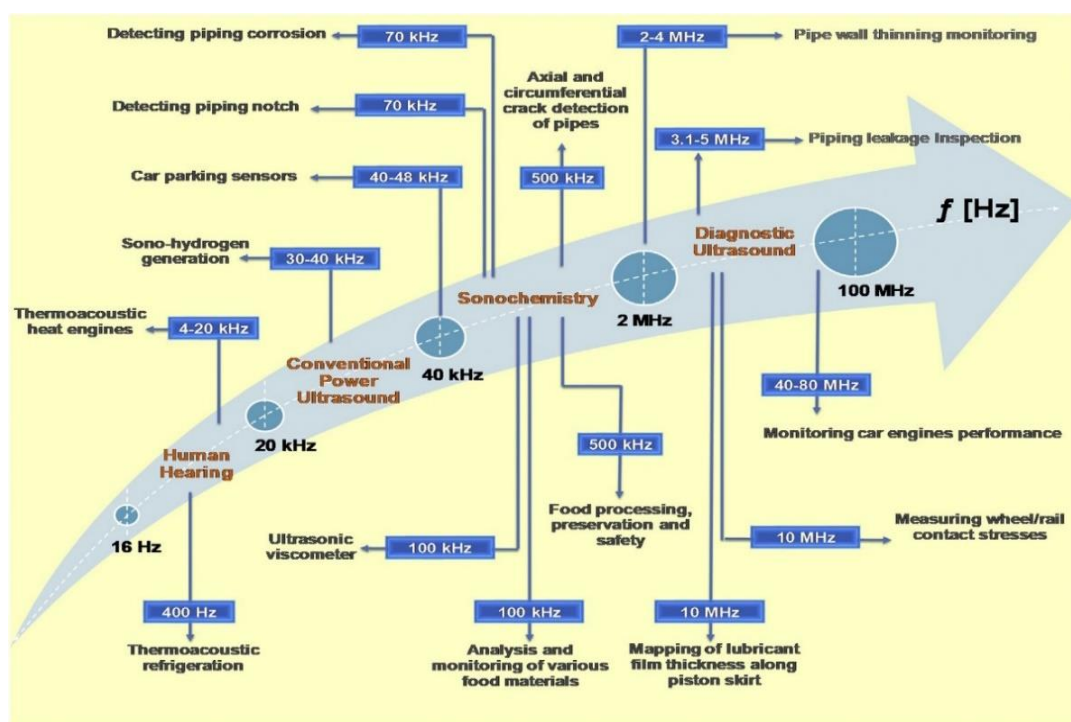 Detecting piping corrosion
70 kHz
2-4 MHz
Pipe wall thinning monitoring
Axial and
circumferential
crack detection
of pipes
Detecting piping notch
70 kHz
3.1-5 MHz
Piping leakage Inspection
Car parking sensors
40-48 kHz
500 kHz
f [Hz]
Sono-hydrogen
generation
30-40 kHz
Diagnostic
Ultrasound
Sonochemistry
100 MHz
2 MHz
Thermoacoustic
heat engines
4-20 kHz
Conventional
Power
Ultrasound
40 kHz
40-80 MHz
20 kHz
Monitoring car engines performance
500 kHz
Human
Hearing
Food processing,
preservation and
safety
Measuring wheel/rail
contact stresses
10 MHz
16 Hz
Ultrasonic
viscometer
100 kHz
400 Hz
100 kHz
10 MHz
Thermoacoustic
refrigeration
Analysis and
monitoring of various
food materials
Mapping of lubricant
film thickness along
piston skirt